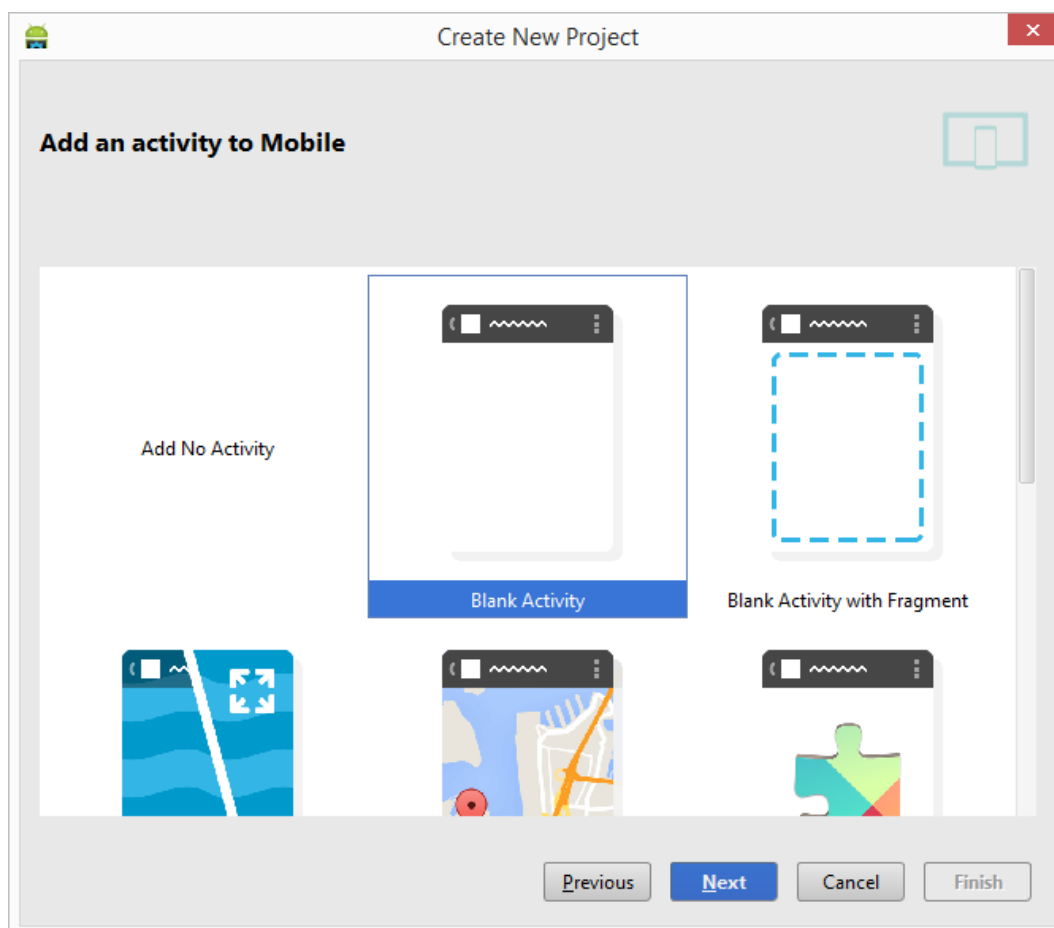 Create New Project
Add an activity to Mobile
Add No Activity
Blank Activity
Blank Activity with Fragment
Previous
Next
Cancel
Finish